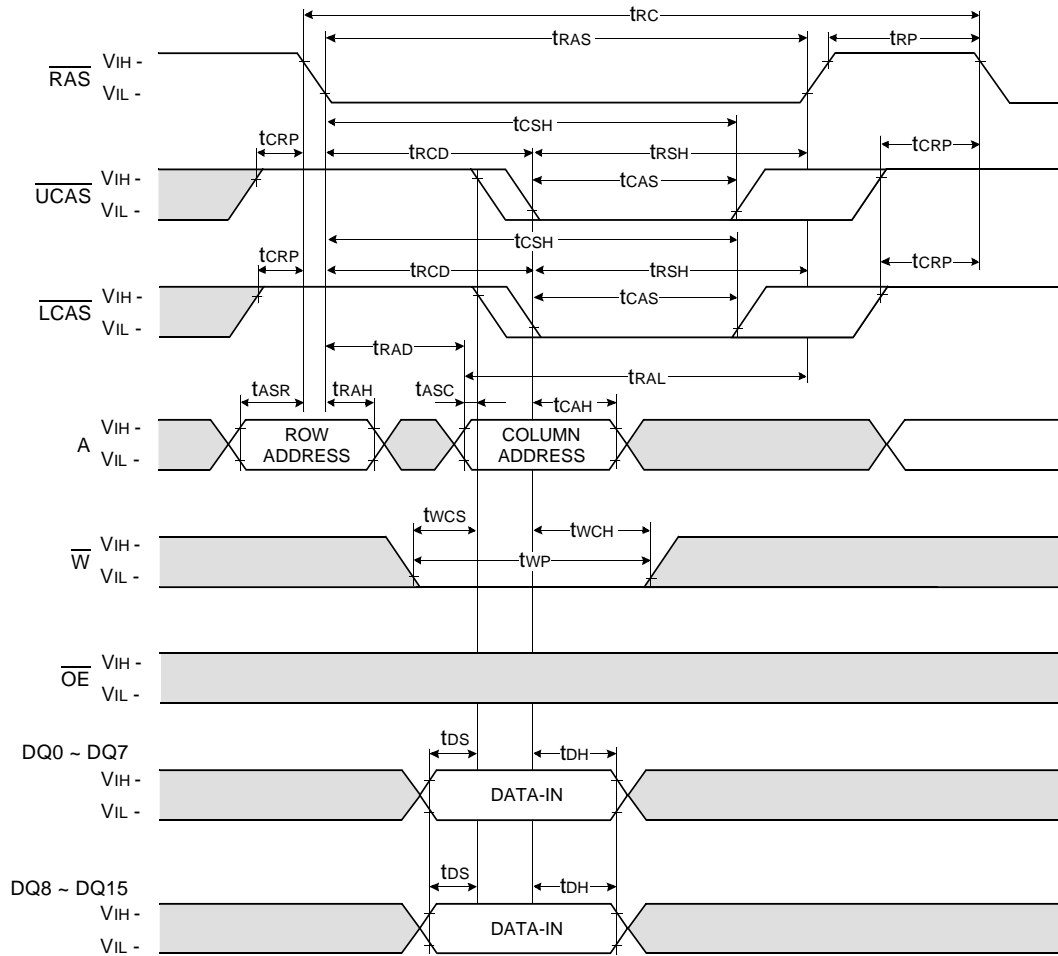 tRC
tRAS
tRP
RAS
VIH -
VIL -
tCSH
tCRP
tRCD
tRSH
tCRP
UCAS
VIH -
VIL -
tCAS
tCSH
tCRP
tRCD
tRSH
tCRP
LCAS
VIH -
VIL -
tCAS
tRAD
tRAL
tASR
tRAH
tASC
tCAH
A
VIH -
VIL -
ROW
ADDRESS
COLUMN
ADDRESS
tWCS
tWCH
W
VIH -
VIL -
tWP
OE
VIH -
VIL -
DQ0 ~ DQ7
tDS
tDH
VIH -
VIL -
DATA-IN
DQ8 ~ DQ15
tDS
tDH
VIH -
VIL -
DATA-IN